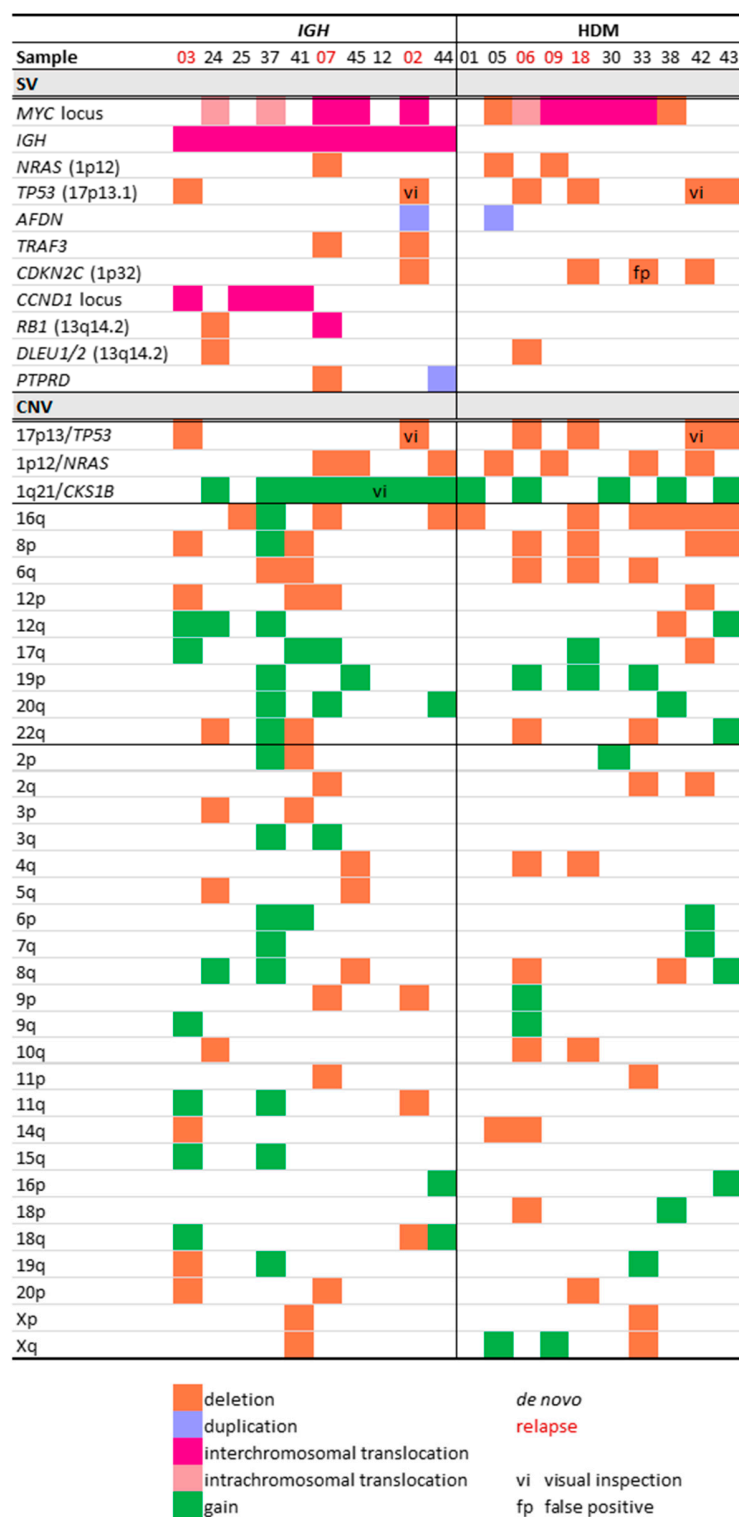 IGH HDM
Sample 03 24 25 37 41 07 45 12 02 44 01 05 06 09 18 30 33 38 42 43
SV
MYC locus
IGH
NRAS (1p12)
TP53 (17p13.1) vi vi
AFDN
TRAF3
CDKN2C (1p32) fp
CCND1 locus
RB1 (13q14.2)
DLEU1/2 (13q14.2)
PTPRD
CNV
17p13/TP53 vi vi
1p12/NRAS
1q21/CKS1B vi
16q
8p
6q
12p
12q
17q
19p
20q
22q
2p
2q
3p
3q
4q
5q
6p
7q
8q
9p
9q
10q
11p
11q
14q
15q
16p
18p
18q
19q
20p
Xp
Xq
deletion de novo
duplication relapse
interchromosomal translocation
intrachromosomal translocation vi visual inspection
gain fp false positive